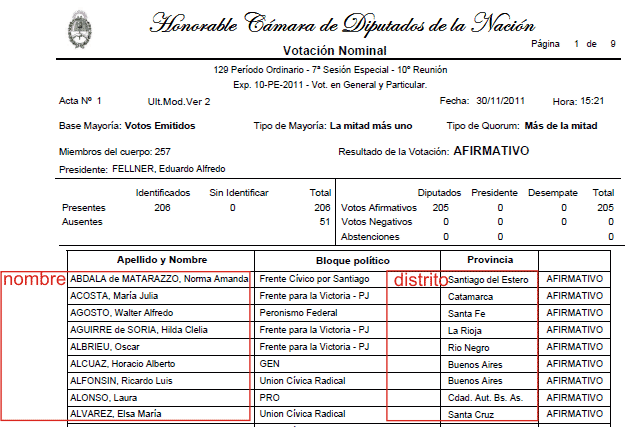 Honorable Cámara de Diputados de la Nación
Votación Nominal
Página 1 de 9
129 Período Ordinario - 7ª Sesión Especial - 10º Reunión
Exp. 10-PE-2011 - Vot. en General y Particular.
Acta Nº 1 Ult.Mod.Ver 2 Fecha: 30/11/2011 Hora: 15:21
Base Mayoría: Votos Emitidos Tipo de Mayoría: La mitad más uno Tipo de Quorum: Más de la mitad
Miembros del cuerpo: 257 Resultado de la Votación: AFIRMATIVO
Presidente: FELLNER, Eduardo Alfredo
Identificados Sin Identificar Total Diputados Presidente Desempate Total
Presentes 206 0 206 Votos Afirmativos 205 0 0 205
Ausentes 51 Votos Negativos 0 0 0 0
Abstenciones 0 0 0
Apellido y Nombre Bloque político Provincia
nombre ABDALA de MATARAZZO, Norma Amanda Frente Cívico por Santiago distrito Santiago del Estero AFIRMATIVO
ACOSTA, María Julia Frente para la Victoria - PJ Catamarca AFIRMATIVO
AGOSTO, Walter Alfredo Peronismo Federal Santa Fe AFIRMATIVO
AGUIRRE de SORIA, Hilda Clelia Frente para la Victoria - PJ La Rioja AFIRMATIVO
ALBRIEU, Oscar Frente para la Victoria - PJ Rio Negro AFIRMATIVO
ALCUAZ, Horacio Alberto GEN Buenos Aires AFIRMATIVO
ALFONSIN, Ricardo Luis Union Cívica Radical Buenos Aires AFIRMATIVO
ALONSO, Laura PRO Cdad. Aut. Bs. As. AFIRMATIVO
ALVAREZ, Elsa María Union Cívica Radical Santa Cruz AFIRMATIVO